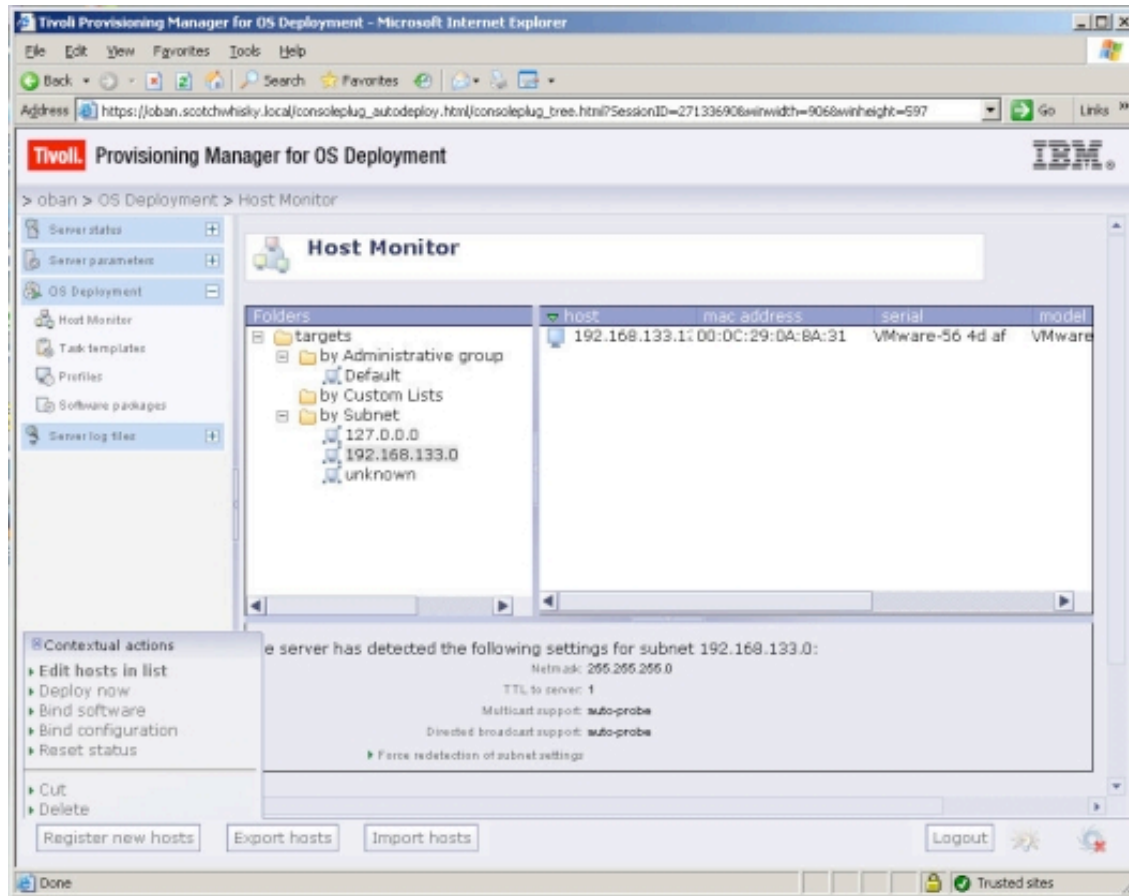 Tivoli Provisioning Manager for OS Deployment - Microsoft Internet Explorer
File Edit View Favorites Tools Help
Back Search Favorites
Address https://oban.scotchwhisky.local/consoleplug_autodeploy.html/consoleplug_tree.html?SessionID=27133690&winwidth=906&winheight=597 Go Links »
Tivoli. Provisioning Manager for OS Deployment IBM®
> oban > OS Deployment > Host Monitor
Server status
Server parameters
OS Deployment
Host Monitor
Task templates
Profiles
Software packages
Server log files
Host Monitor
Folders
targets
by Administrative group
Default
by Custom Lists
by Subnet
127.0.0.0
192.168.133.0
unknown
host mac address serial model
192.168.133.1 00:0C:29:0A:8A:31 VMware-56 4d af VMware
Contextual actions
Edit hosts in list
Deploy now
Bind software
Bind configuration
Reset status
Cut
Delete
e server has detected the following settings for subnet 192.168.133.0:
Netmask: 255.255.255.0
TTL to server: 1
Multicast support: auto-probe
Directed broadcast support: auto-probe
Force redetection of subnet settings
Register new hosts Export hosts Import hosts Logout
Done Trusted sites